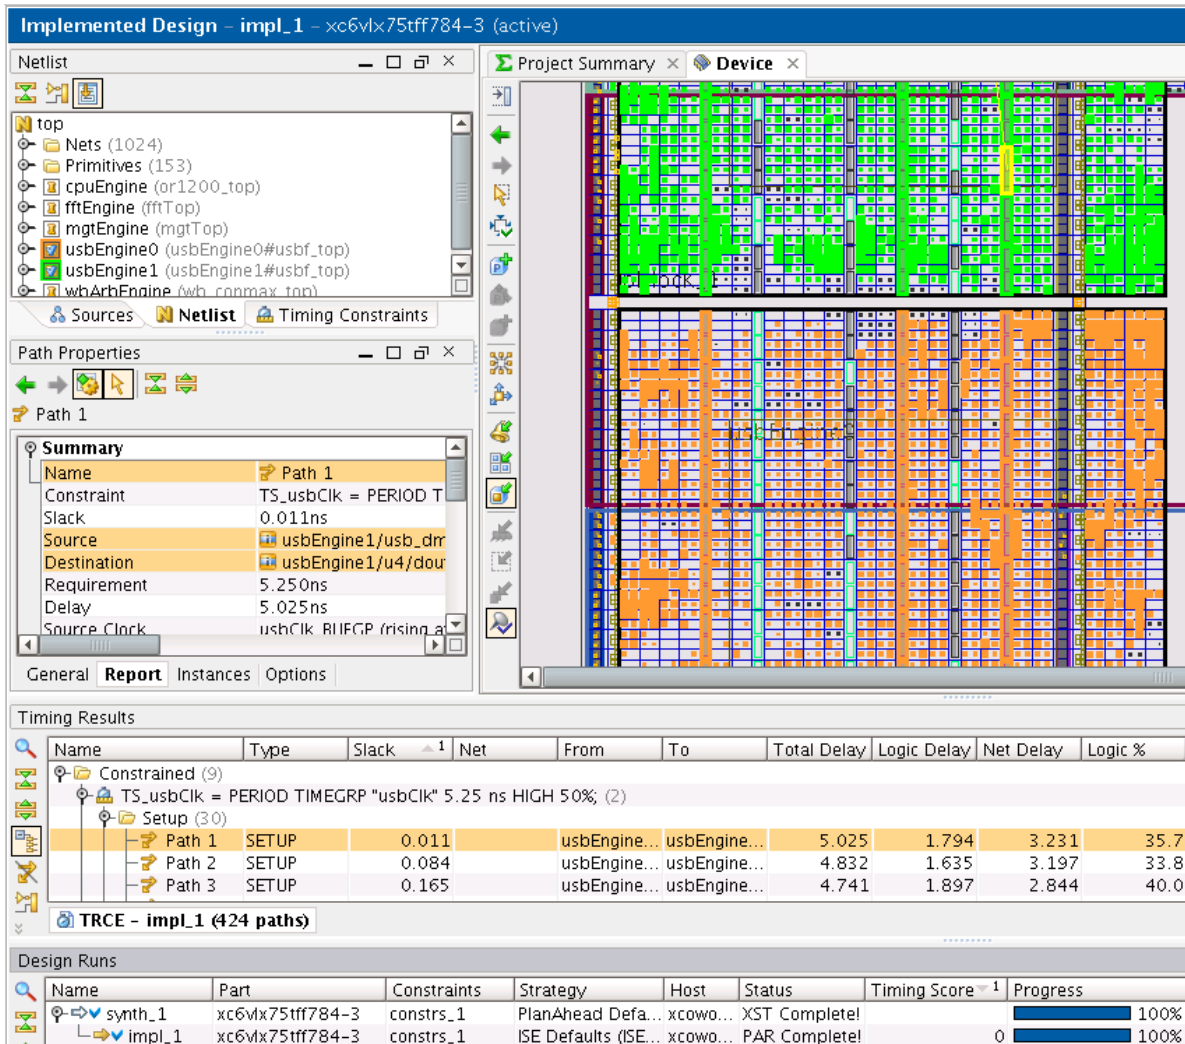 Implemented Design - impl_1 - xc6vlx75tff784-3 (active)
Netlist
top
Nets (1024)
Primitives (153)
cpuEngine (or1200_top)
fftEngine (fftTop)
mgtEngine (mgtTop)
usbEngine0 (usbEngine0#usbf_top)
usbEngine1 (usbEngine1#usbf_top)
wbArbEngine (wb_conmax_top)
Sources Netlist Timing Constraints
Path Properties
Path 1
Summary
Name Path 1
Constraint TS_usbClk = PERIOD T
Slack 0.011ns
Source usbEngine1/usb_dm
Destination usbEngine1/u4/dou
Requirement 5.250ns
Delay 5.025ns
Source Clock usbClk_BUFGP (rising a
General Report Instances Options
Project Summary Device
usbEngine0
Timing Results
Name Type Slack 1 Net From To Total Delay Logic Delay Net Delay Logic %
Constrained (9)
TS_usbClk = PERIOD TIMEGRP "usbClk" 5.25 ns HIGH 50%; (2)
Setup (30)
Path 1 SETUP 0.011 usbEngine... usbEngine... 5.025 1.794 3.231 35.7
Path 2 SETUP 0.084 usbEngine... usbEngine... 4.832 1.635 3.197 33.8
Path 3 SETUP 0.165 usbEngine... usbEngine... 4.741 1.897 2.844 40.0
TRCE - impl_1 (424 paths)
Design Runs
Name Part Constraints Strategy Host Status Timing Score 1 Progress
synth_1 xc6vlx75tff784-3 constrs_1 PlanAhead Defa... xcowo... XST Complete! 100%
impl_1 xc6vlx75tff784-3 constrs_1 ISE Defaults (ISE... xcowo... PAR Complete! 0 100%